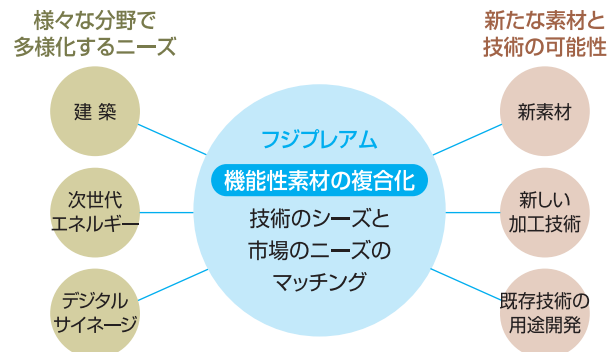 様々な分野で
多様化するニーズ
建築
次世代
エネルギー
デジタル
サイネージ
フジプレアム
機能性素材の複合化
技術のシーズと
市場のニーズの
マッチング
新たな素材と
技術の可能性
新素材
新しい
加工技術
既存技術の
用途開発